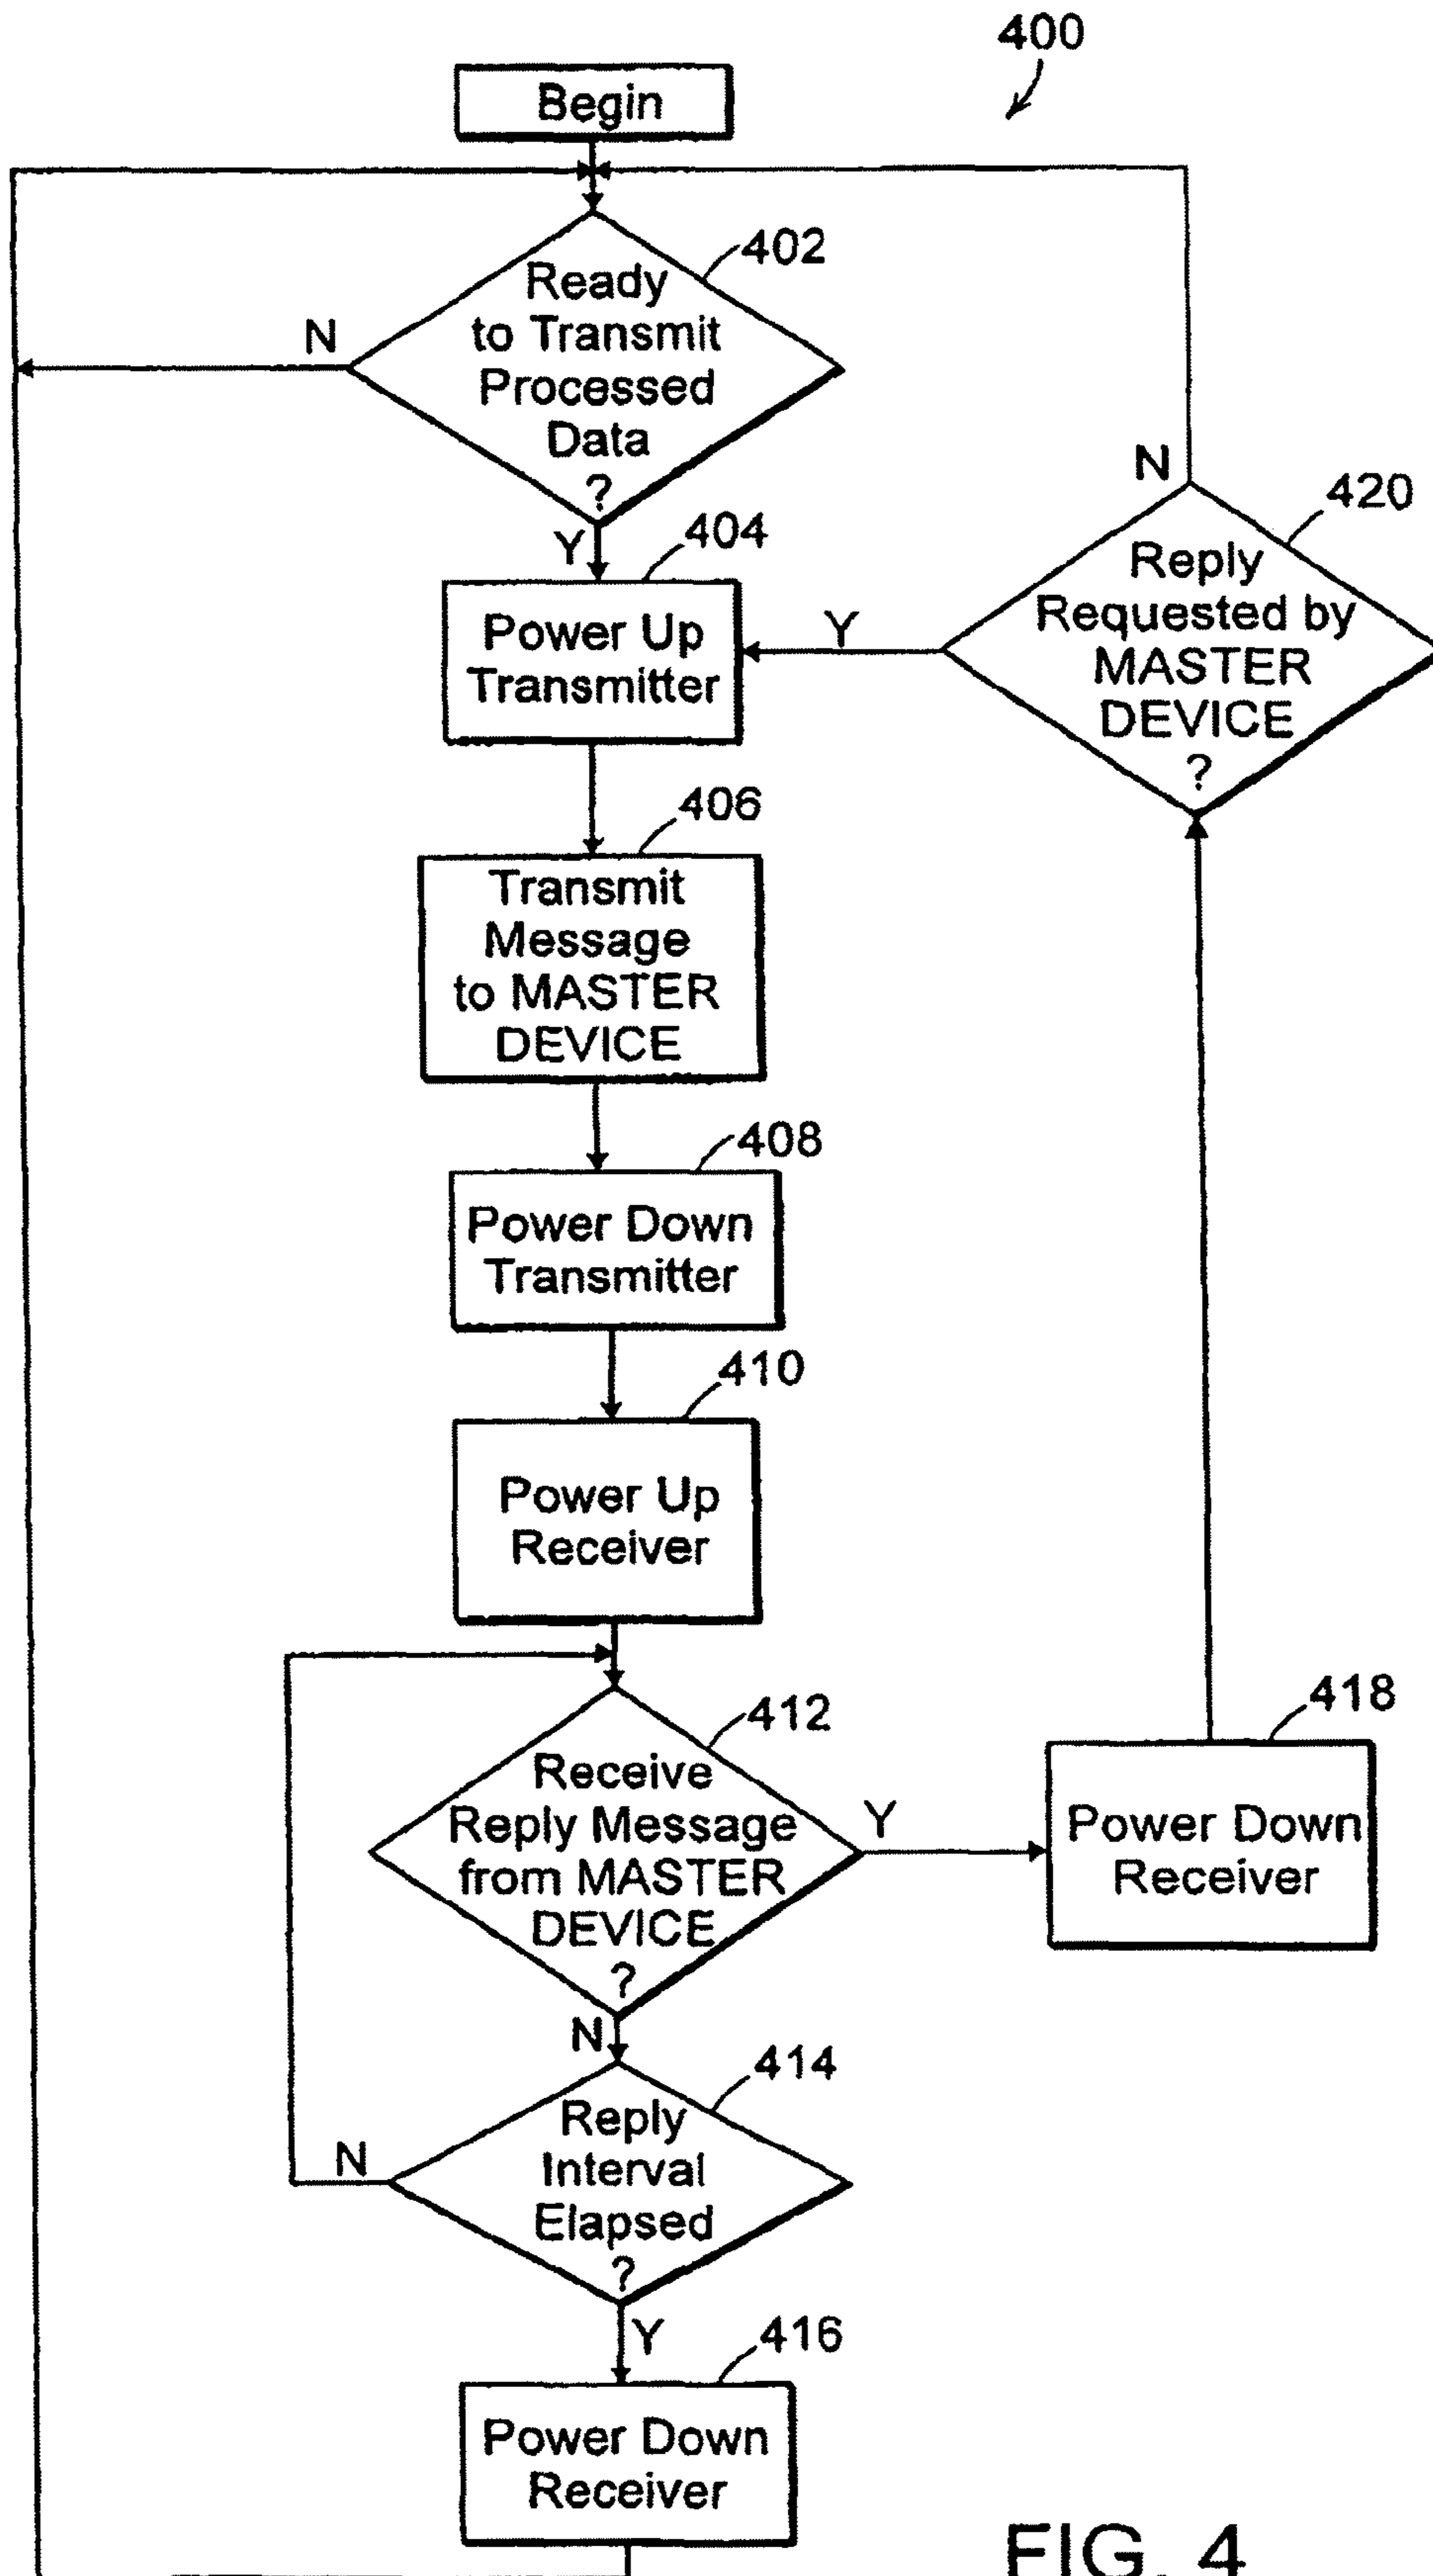 400
Begin
402
Ready
to Transmit
Processed
Data
?
N
Y
404
Power Up
Transmitter
N
420
Reply
Requested by
MASTER
DEVICE
?
Y
406
Transmit
Message
to MASTER
DEVICE
408
Power Down
Transmitter
410
Power Up
Receiver
412
Receive
Reply Message
from MASTER
DEVICE
?
Y
418
Power Down
Receiver
N
414
Reply
Interval
Elapsed
?
N
Y
416
Power Down
Receiver
FIG. 4